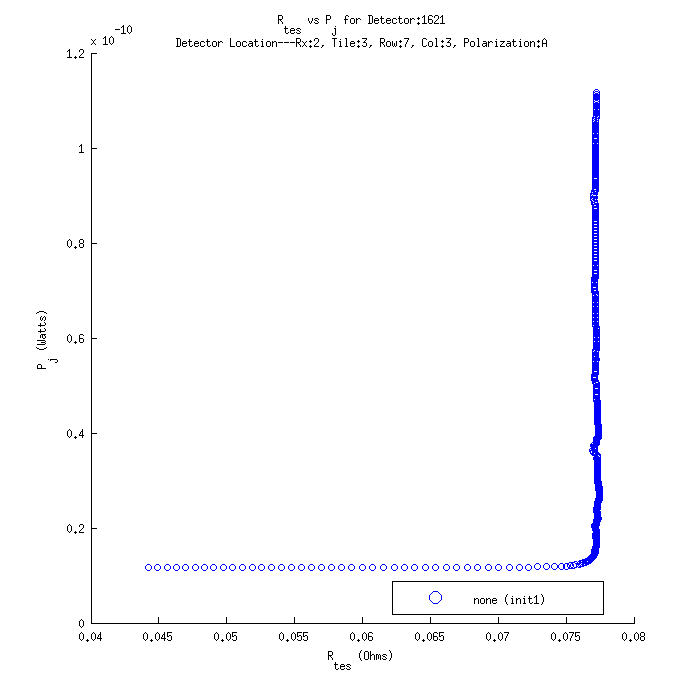 R_tes vs P_j for Detector:1621
Detector Location---Rx:2, Tile:3, Row:7, Col:3, Polarization:A
x 10^-10
1.2
1
0.8
0.6
0.4
0.2
0
P_j (Watts)
none (init1)
0.04 0.045 0.05 0.055 0.06 0.065 0.07 0.075 0.08
R_tes (Ohms)